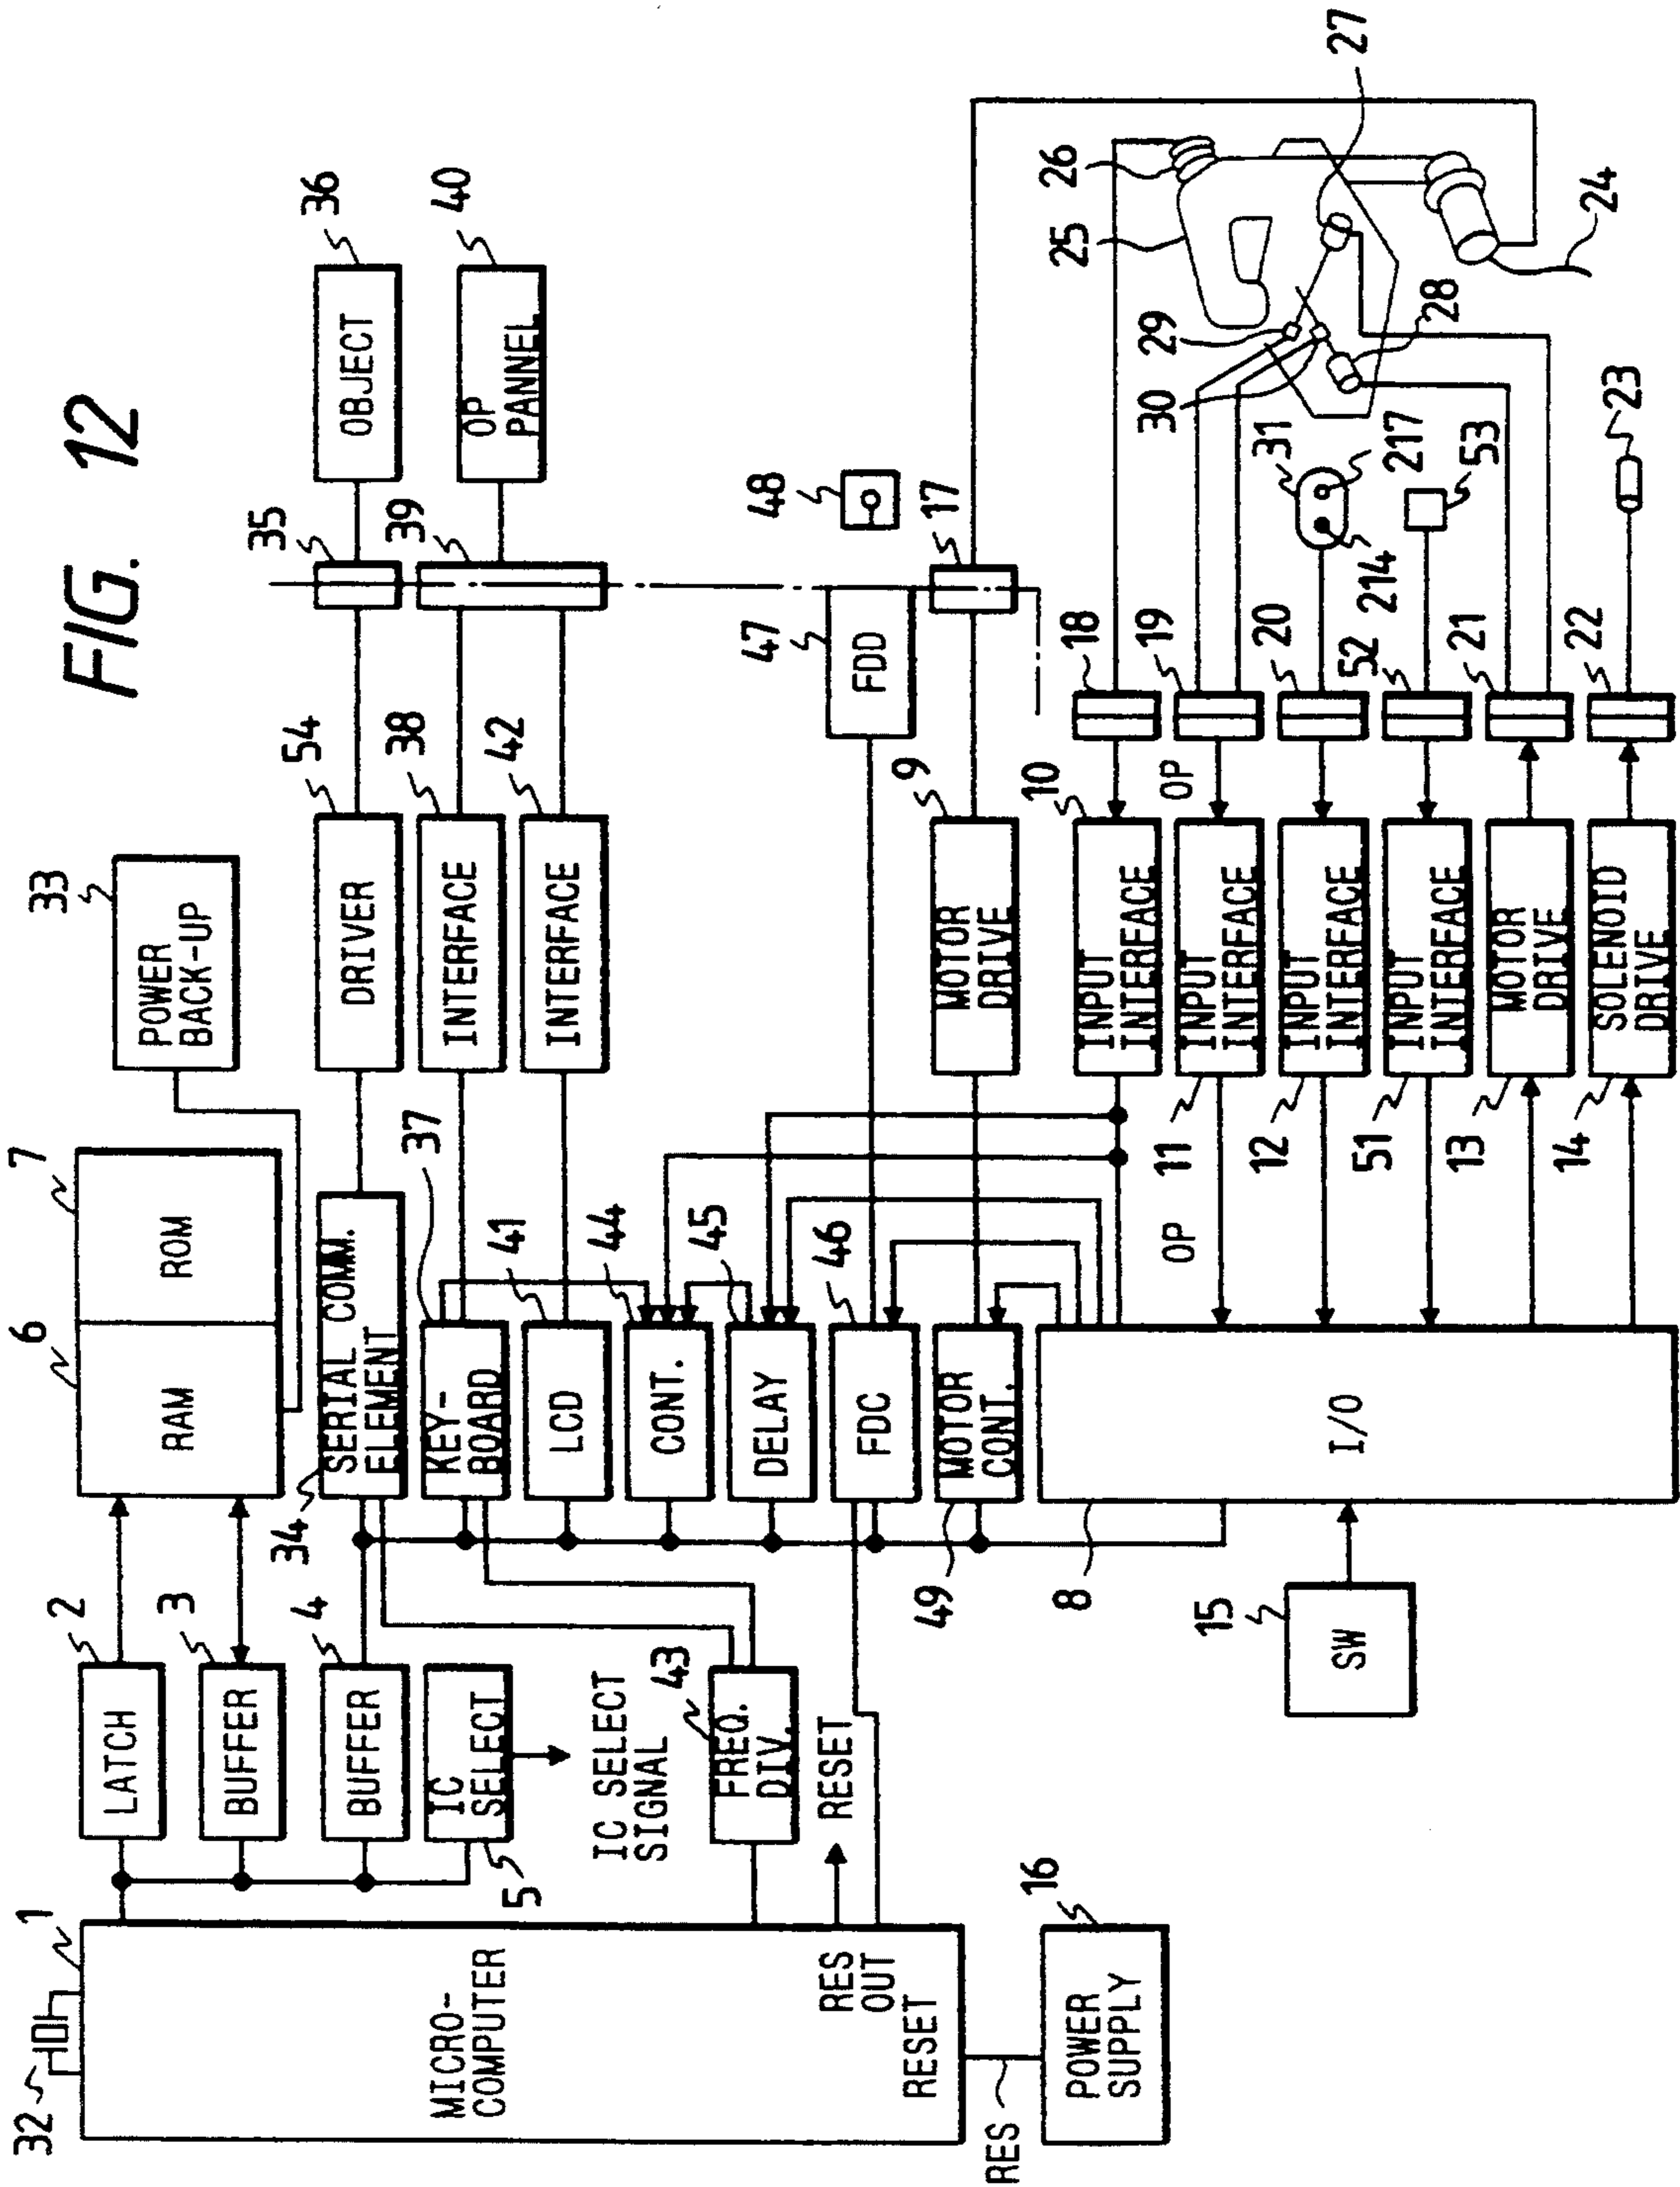 FIG. 12
32
1
MICRO-
COMPUTER
RES
OUT
RESET
RES
POWER
SUPPLY
16
LATCH
2
BUFFER
3
BUFFER
4
IC
SELECT
5
IC SELECT
SIGNAL
FREQ.
DIV.
43
RESET
RAM
6
ROM
7
POWER
BACK-UP
33
SERIAL COMM.
ELEMENT
34
KEY-
BOARD
37
LCD
41
CONT.
44
DELAY
45
FDC
46
MOTOR
CONT.
49
I/O
8
SW
15
DRIVER
54
INTERFACE
38
INTERFACE
42
35
39
OBJECT
36
OP
PANNEL
40
FDD
47
48
MOTOR
DRIVE
9
17
INPUT
INTERFACE
10
18
OP
OP
INPUT
INTERFACE
11
19
INPUT
INTERFACE
12
20
INPUT
INTERFACE
51
52
MOTOR
DRIVE
13
21
SOLENOID
DRIVE
14
22
23
24
25
26
27
28
29
30
31
214
217
53